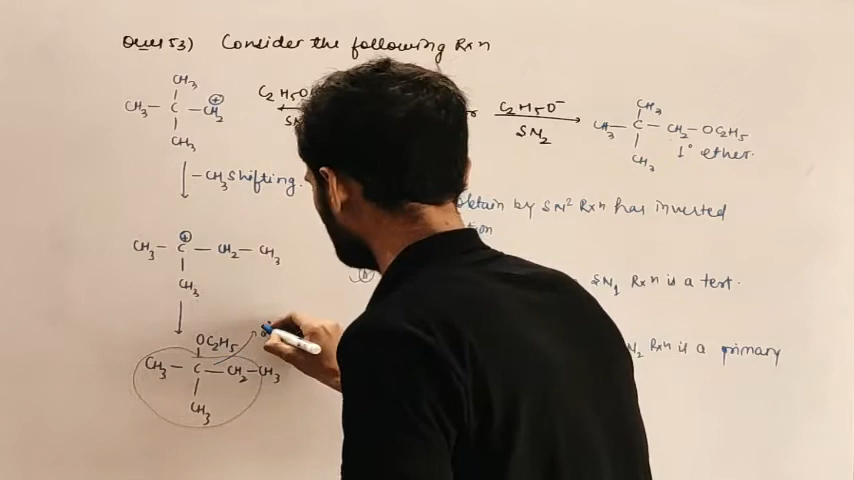 Ques 53) Consider the following Rxn
CH₃ CH₃
CH₃ — C — CH₂ ⊕ C₂H₅O C₂H₅O⁻ CH₃ — C — CH₂ — OC₂H₅
CH₃ SN₂ CH₃ 1° ether.
— CH₃ Shifting.
obtain by SN² Rxn has inverted
⊕
CH₃ — C — CH₂ — CH₃
CH₃
SN₁ Rxn is a tert.
OC₂H₅
CH₃ — C — CH₂ — CH₃ Rxn is a primary
CH₃